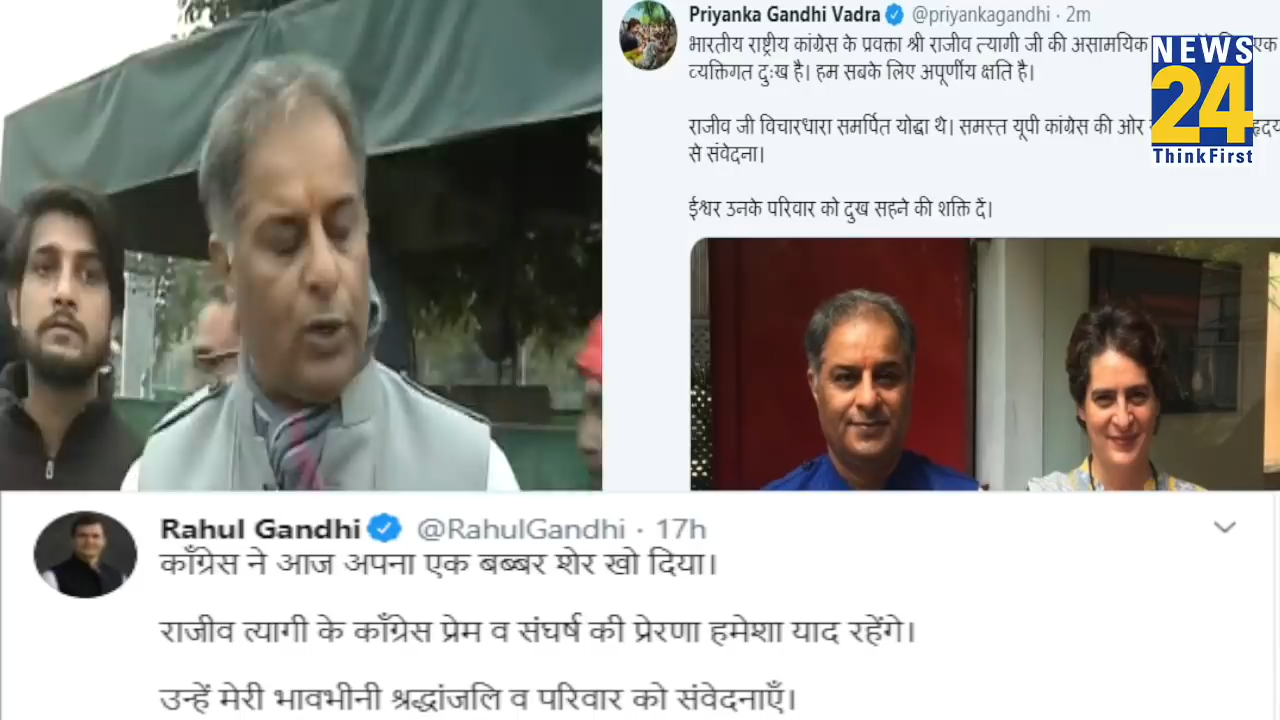 Priyanka Gandhi Vadra @priyankagandhi · 2m
भारतीय राष्ट्रीय कांग्रेस के प्रवक्ता श्री राजीव त्यागी जी की असामयिक एक
व्यक्तिगत दुःख है। हम सबके लिए अपूर्णीय क्षति है।
राजीव जी विचारधारा समर्पित योद्धा थे। समस्त यूपी कांग्रेस की ओर हृदय
से संवेदना।
ईश्वर उनके परिवार को दुख सहने की शक्ति दें।
NEWS
24
ThinkFirst
Rahul Gandhi @RahulGandhi · 17h
काँग्रेस ने आज अपना एक बब्बर शेर खो दिया।
राजीव त्यागी के काँग्रेस प्रेम व संघर्ष की प्रेरणा हमेशा याद रहेंगे।
उन्हें मेरी भावभीनी श्रद्धांजलि व परिवार को संवेदनाएँ।